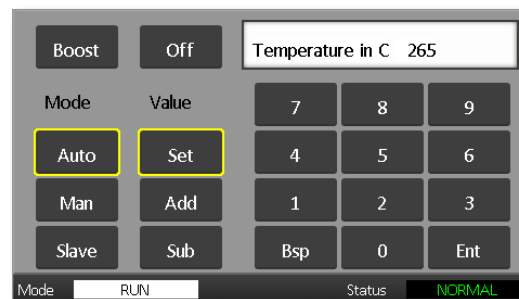 Boost Off Temperature in C 265
Mode Value 7 8 9
Auto Set 4 5 6
Man Add 1 2 3
Slave Sub Bsp 0 Ent
Mode RUN Status NORMAL